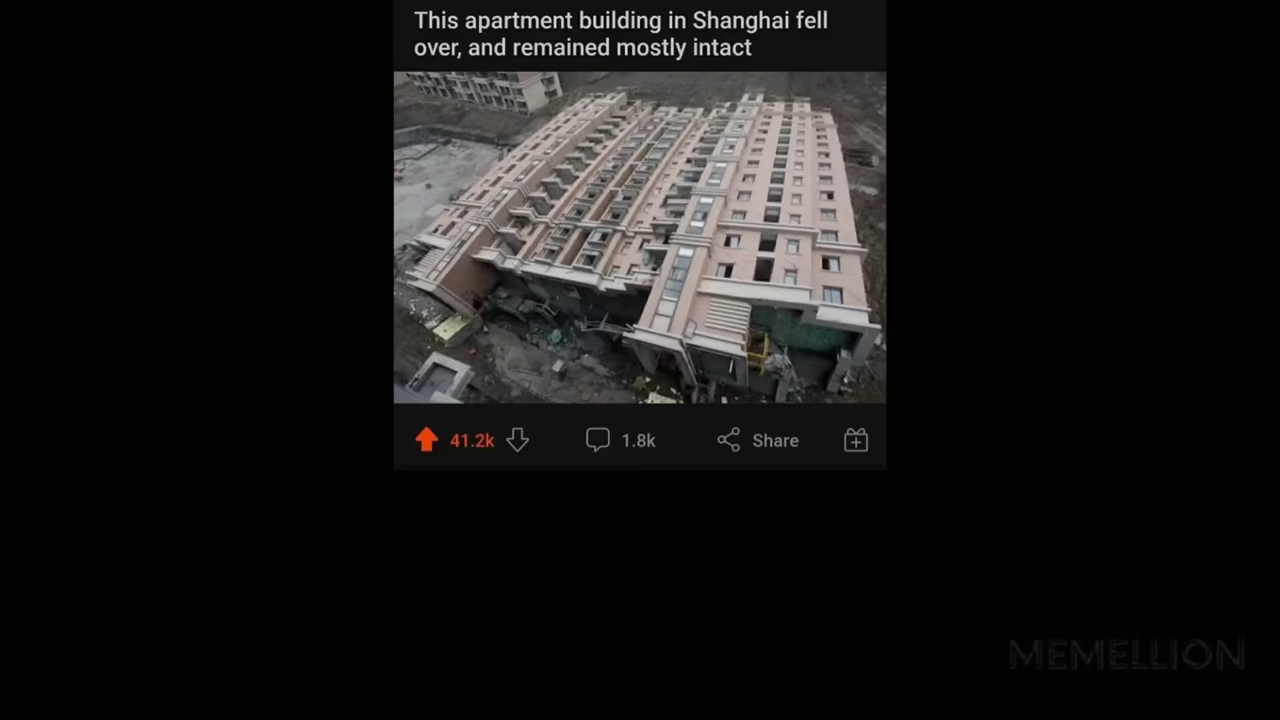 This apartment building in Shanghai fell
over, and remained mostly intact
41.2k
1.8k
Share
MEMELLION